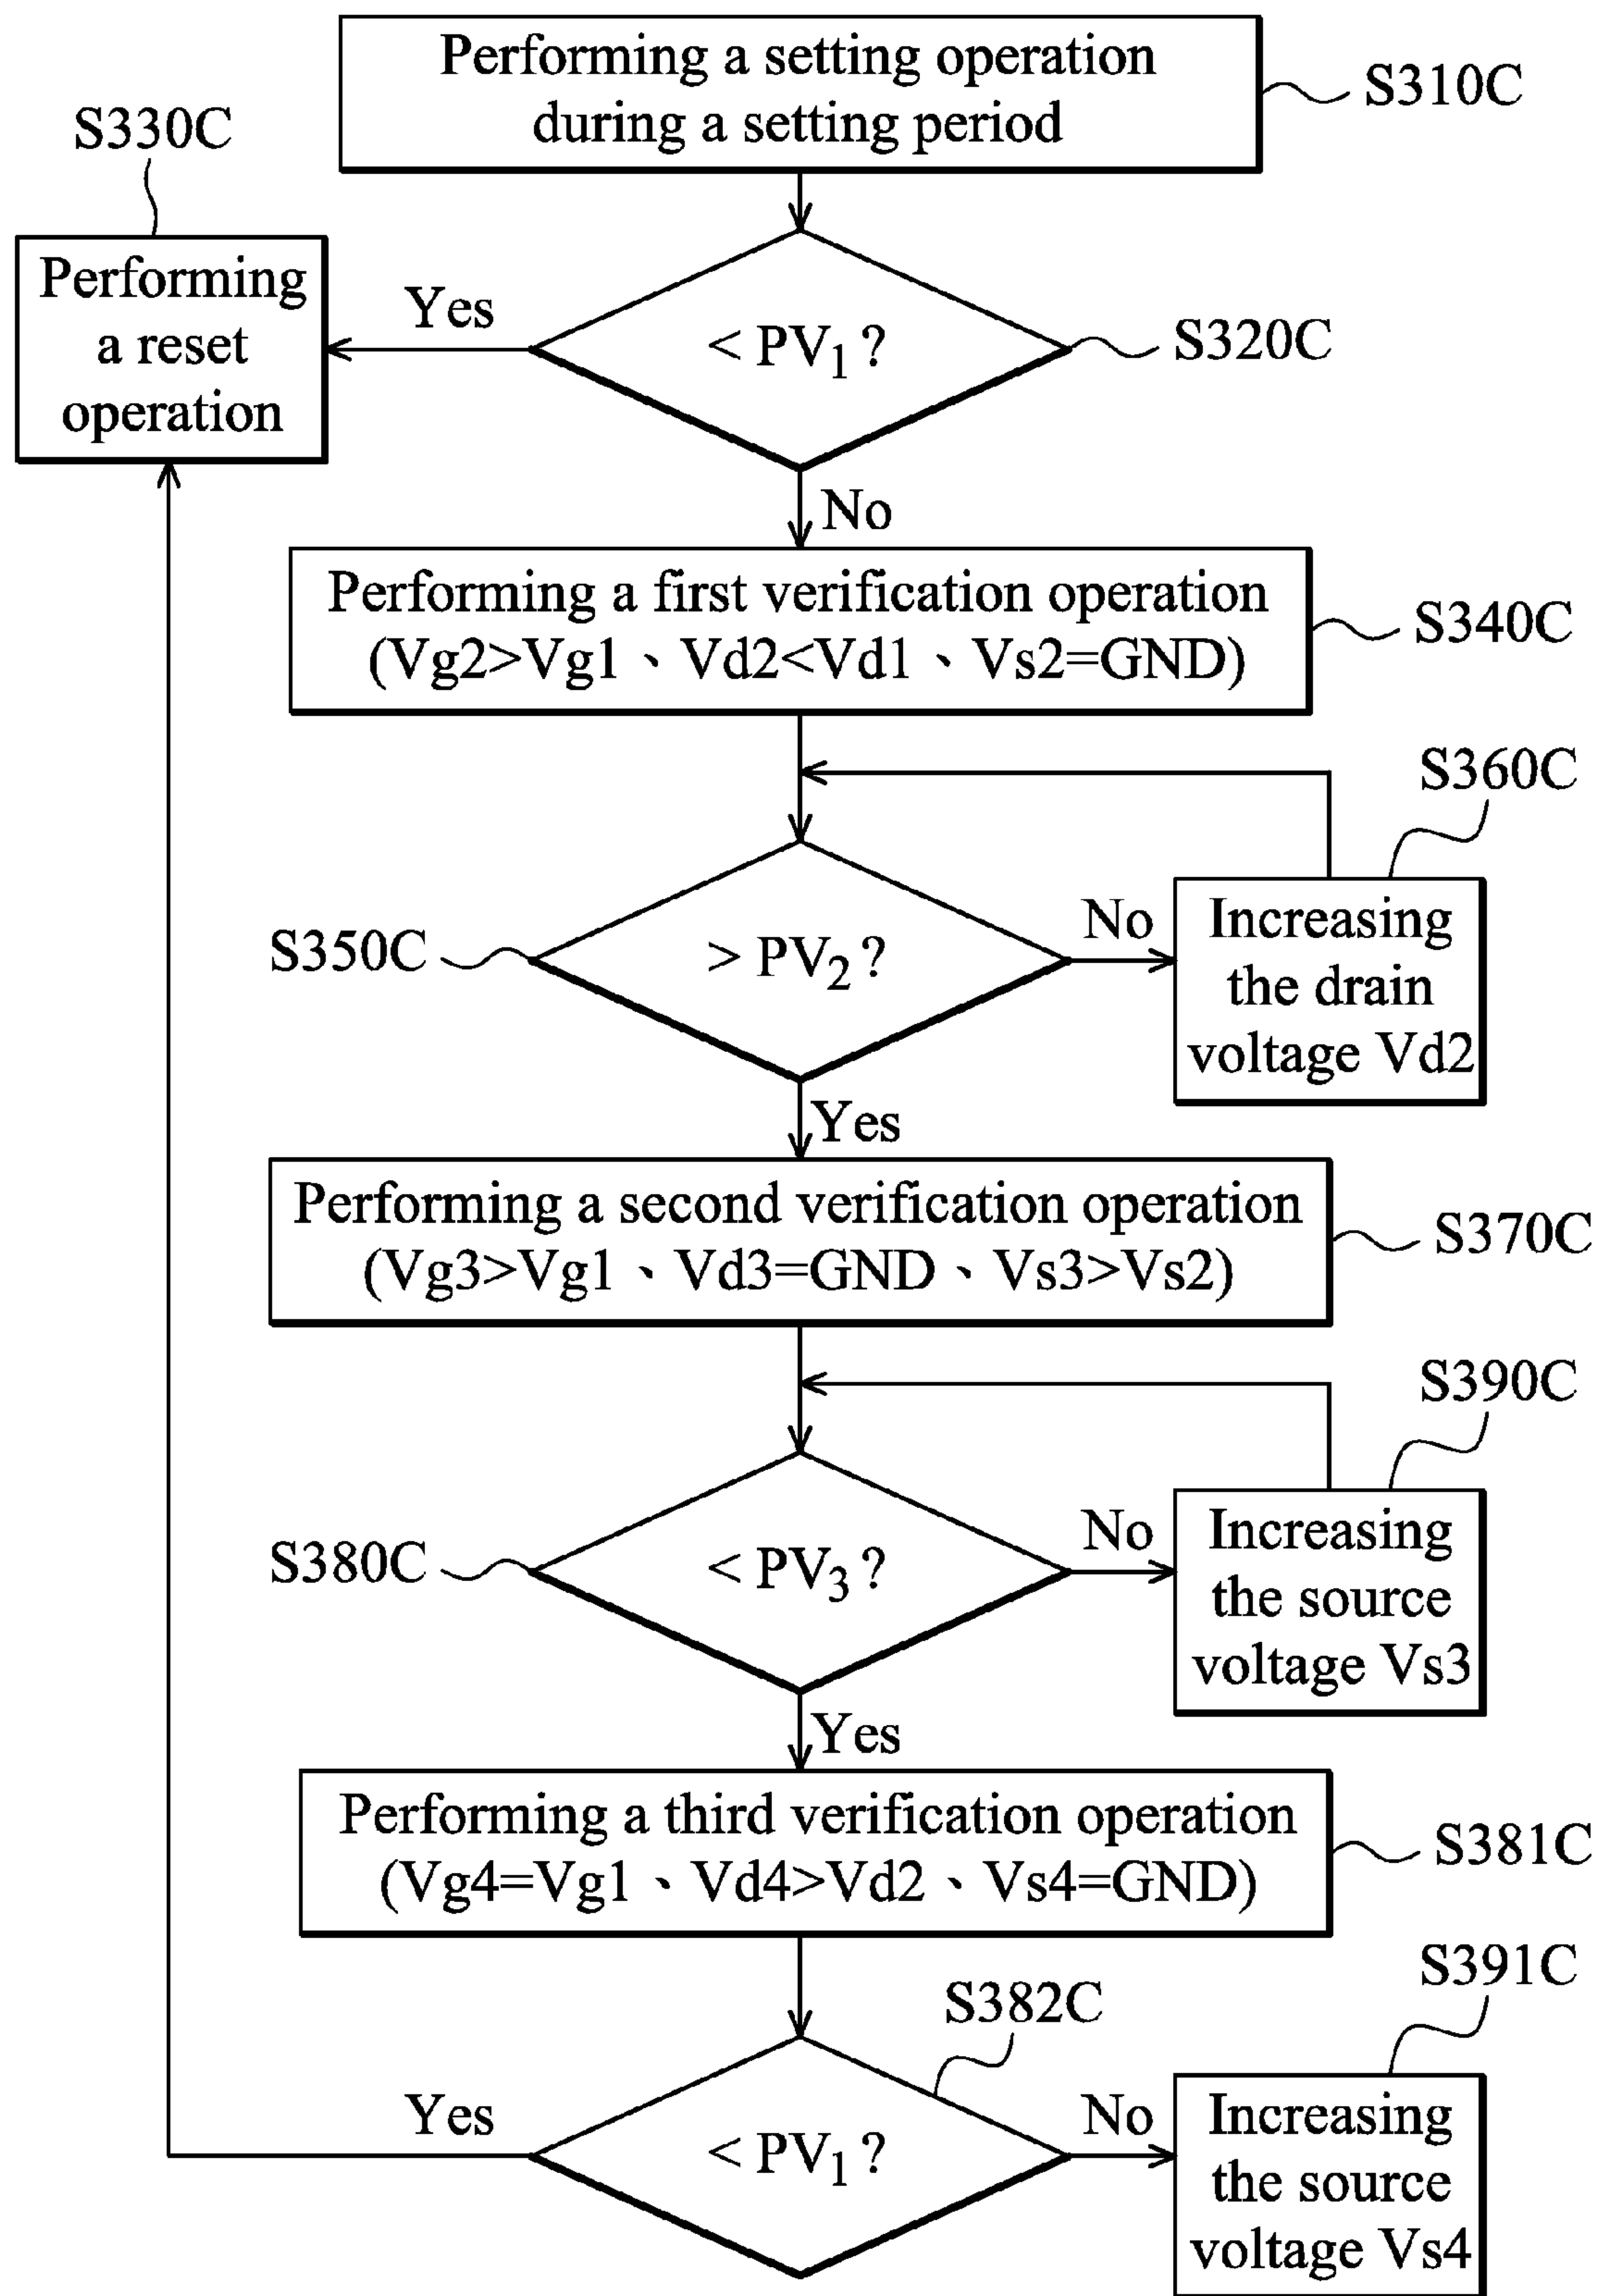 Performing a setting operation
during a setting period
S310C
S330C
Performing
a reset
operation
Yes
< PV₁ ?
S320C
No
Performing a first verification operation
(Vg2>Vg1、Vd2<Vd1、Vs2=GND)
S340C
S360C
S350C
> PV₂ ?
No
Increasing
the drain
voltage Vd2
Yes
Performing a second verification operation
(Vg3>Vg1、Vd3=GND、Vs3>Vs2)
S370C
S390C
S380C
< PV₃ ?
No
Increasing
the source
voltage Vs3
Yes
Performing a third verification operation
(Vg4=Vg1、Vd4>Vd2、Vs4=GND)
S381C
S391C
S382C
Yes
< PV₁ ?
No
Increasing
the source
voltage Vs4